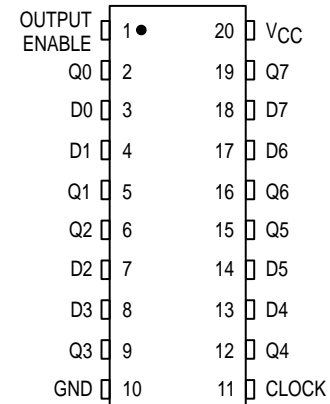 OUTPUT
ENABLE 1 20 VCC
Q0 2 19 Q7
D0 3 18 D7
D1 4 17 D6
Q1 5 16 Q6
Q2 6 15 Q5
D2 7 14 D5
D3 8 13 D4
Q3 9 12 Q4
GND 10 11 CLOCK